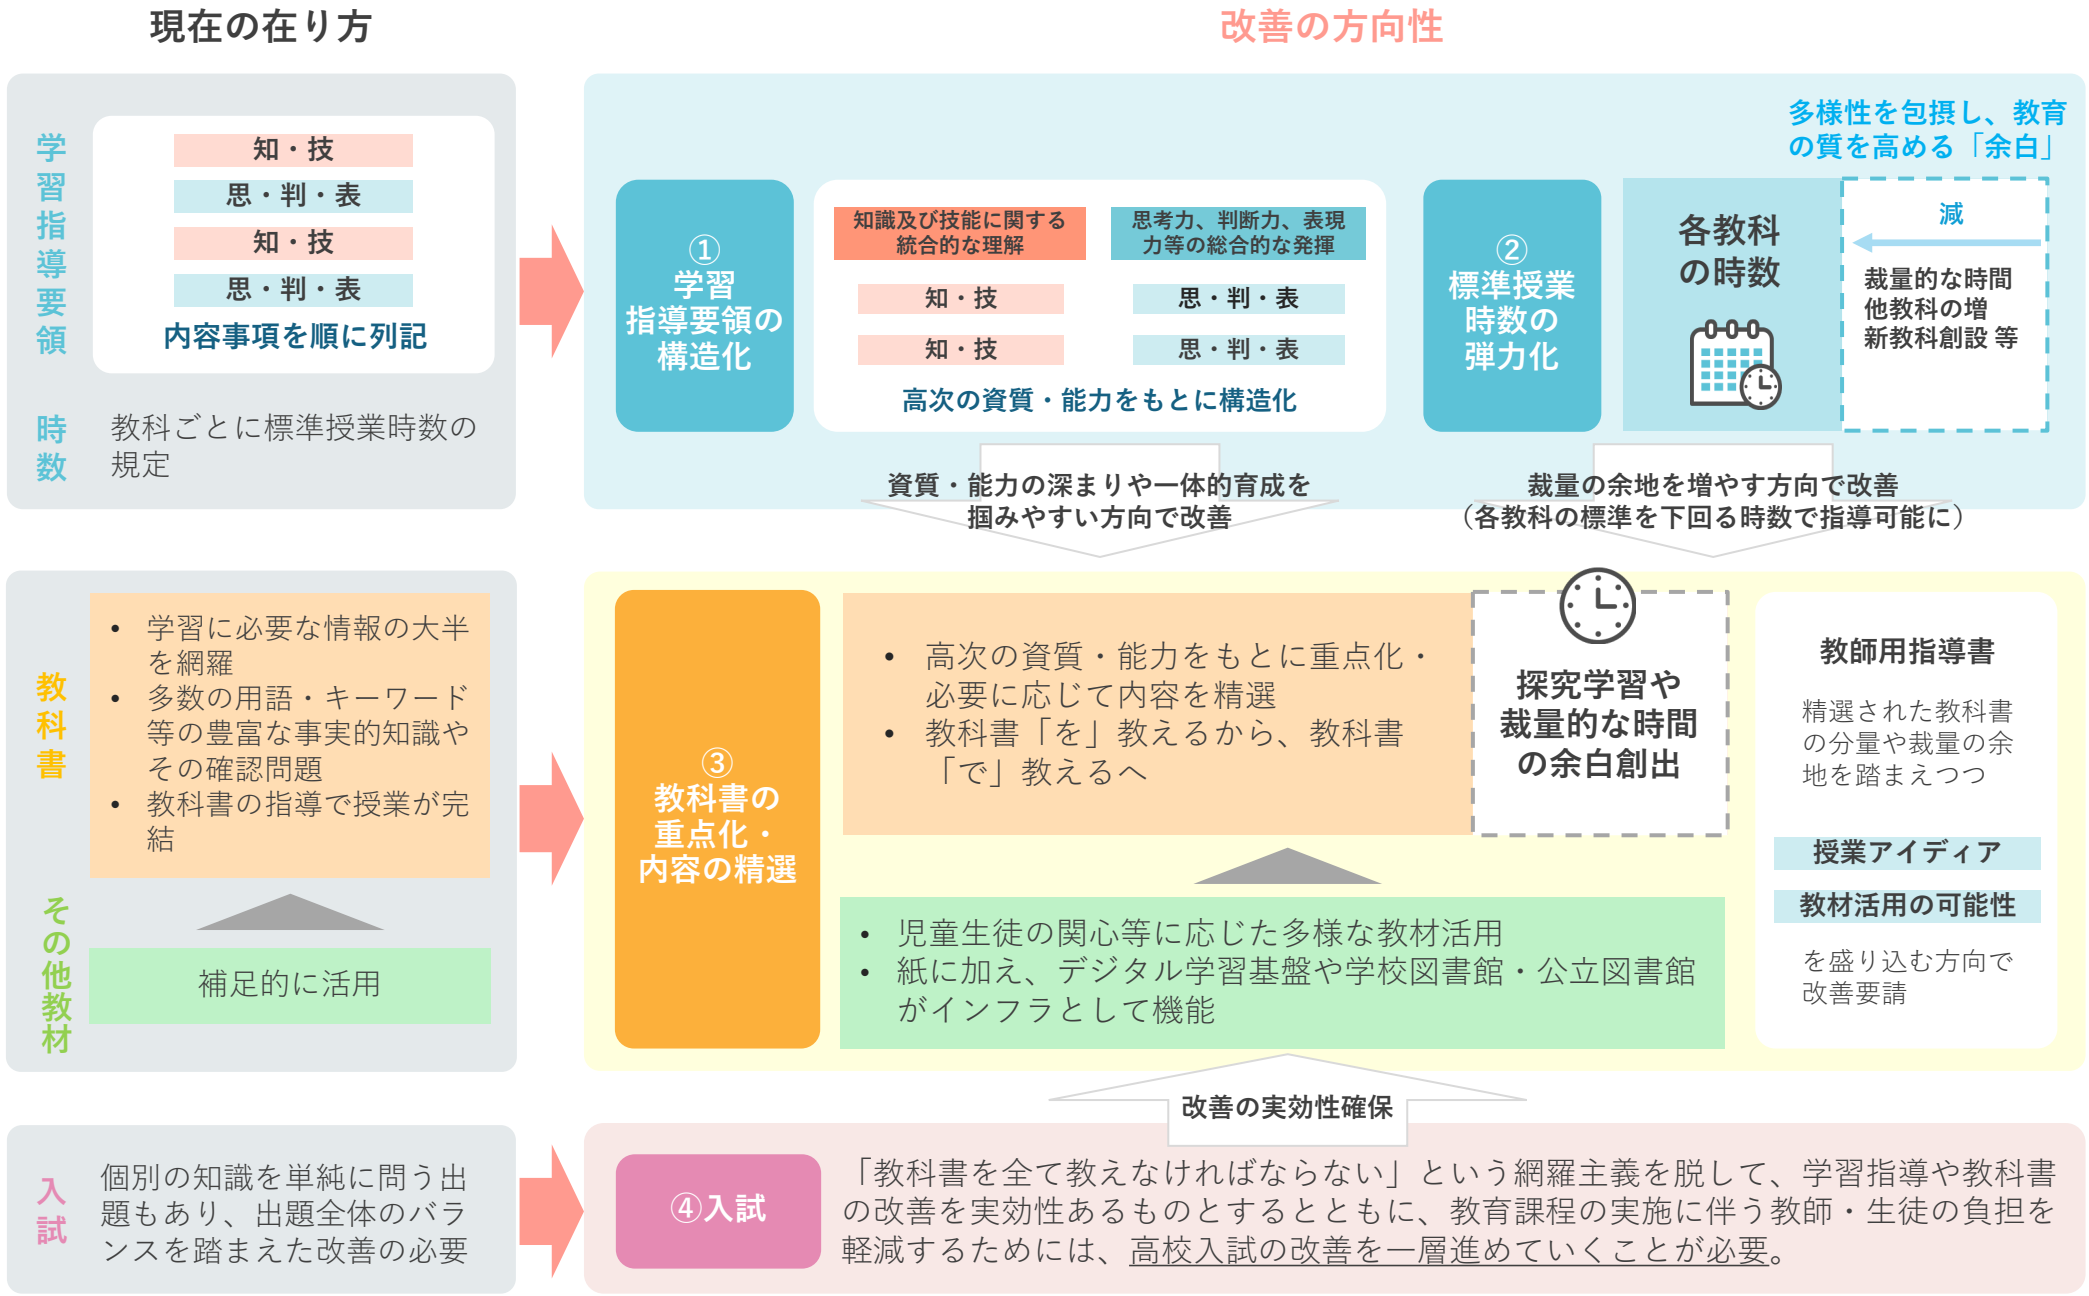 現在の在り方
改善の方向性
学習指導要領
知・技
思・判・表
知・技
思・判・表
内容事項を順に列記
時数
教科ごとに標準授業時数の
規定
①
学習
指導要領の
構造化
知識及び技能に関する
統合的な理解
知・技
知・技
思考力、判断力、表現
力等の総合的な発揮
思・判・表
思・判・表
高次の資質・能力をもとに構造化
②
標準授業
時数の
弾力化
多様性を包摂し、教育
の質を高める「余白」
各教科
の時数
減
裁量的な時間
他教科の増
新教科創設 等
資質・能力の深まりや一体的育成を
掴みやすい方向で改善
裁量の余地を増やす方向で改善
（各教科の標準を下回る時数で指導可能に）
教科書
• 学習に必要な情報の大半
を網羅
• 多数の用語・キーワード
等の豊富な事実的知識や
その確認問題
• 教科書の指導で授業が完
結
その他教材
補足的に活用
③
教科書の
重点化・
内容の精選
• 高次の資質・能力をもとに重点化・
必要に応じて内容を精選
• 教科書「を」教えるから、教科書
「で」教えるへ
探究学習や
裁量的な時間
の余白創出
• 児童生徒の関心等に応じた多様な教材活用
• 紙に加え、デジタル学習基盤や学校図書館・公立図書館
がインフラとして機能
教師用指導書
精選された教科書
の分量や裁量の余
地を踏まえつつ
授業アイディア
教材活用の可能性
を盛り込む方向で
改善要請
改善の実効性確保
入試
個別の知識を単純に問う出
題もあり、出題全体のバラ
ンスを踏まえた改善の必要
④入試
「教科書を全て教えなければならない」という網羅主義を脱して、学習指導や教科書
の改善を実効性あるものとするとともに、教育課程の実施に伴う教師・生徒の負担を
軽減するためには、高校入試の改善を一層進めていくことが必要。